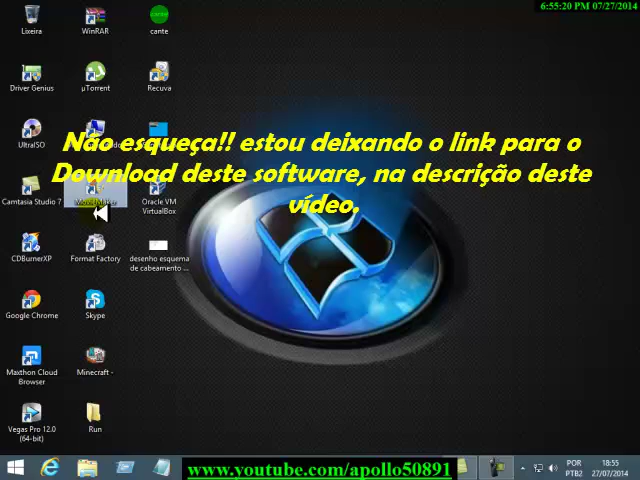 6:55:20 PM 07/27/2014
Lixeira
WinRAR
cante
Driver Genius
µTorrent
Recuva
Não esqueça!! estou deixando o link para o
Download deste software, na descrição deste
vídeo.
UltraISO
Camtasia Studio 7
Oracle VM
VirtualBox
CDBurnerXP
Format Factory
desenho esquema
de cabeamento ...
Google Chrome
Skype
Maxthon Cloud
Browser
Minecraft -
Vegas Pro 12.0
(64-bit)
Run
www.youtube.com/apollo50891
POR
PTB2
18:55
27/07/2014